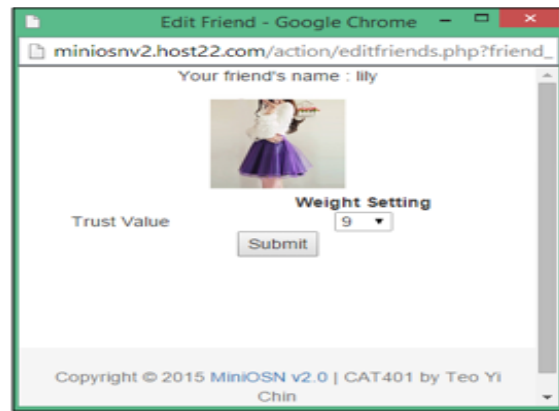 Edit Friend - Google Chrome
miniosnv2.host22.com/action/editfriends.php?friend_
Your friend's name : lily
Weight Setting
Trust Value 9
Submit
Copyright © 2015 MiniOSN v2.0 | CAT401 by Teo Yi
Chin